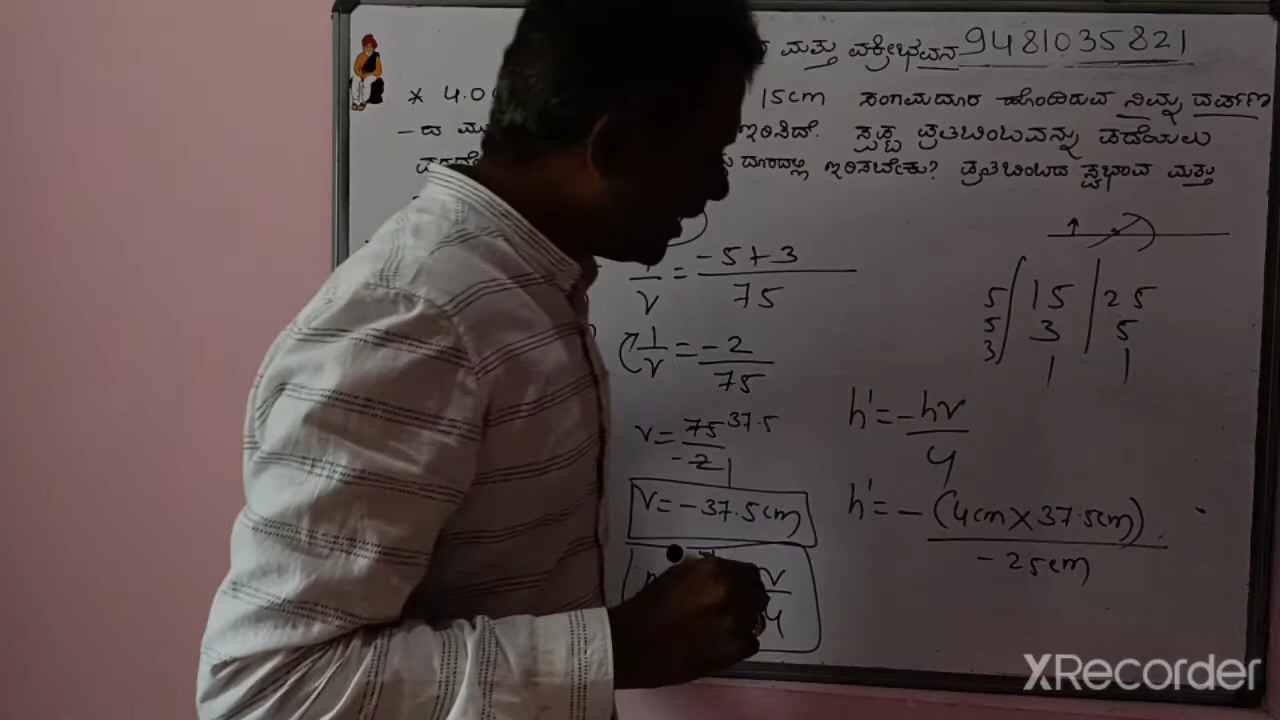 ಮತ್ತು ವಕ್ರೀಭವನ 9481035821
* 4.0 15cm ಸಂಗಮದೂರ ಹೊಂದಿರುವ ನಿಮ್ನ ದರ್ಪಣ
- ದ ಮು ಇರಿಸಿದೆ. ಸ್ಪಷ್ಟ ಪ್ರತಿಬಿಂಬವನ್ನು ಪಡೆಯಲು
ದೂರದಲ್ಲಿ ಇರಿಸಬೇಕು? ಪ್ರತಿಬಿಂಬದ ಸ್ವಭಾವ ಮತ್ತು
1/v = -5+3/75
1/v = -2/75
v = 75/-2 37.5 1
v = -37.5cm
v
u
5 | 15 | 25
5 3 5
3 1 1
h' = -hv/u
h' = -(4cm×37.5cm)/-25cm
XRecorder